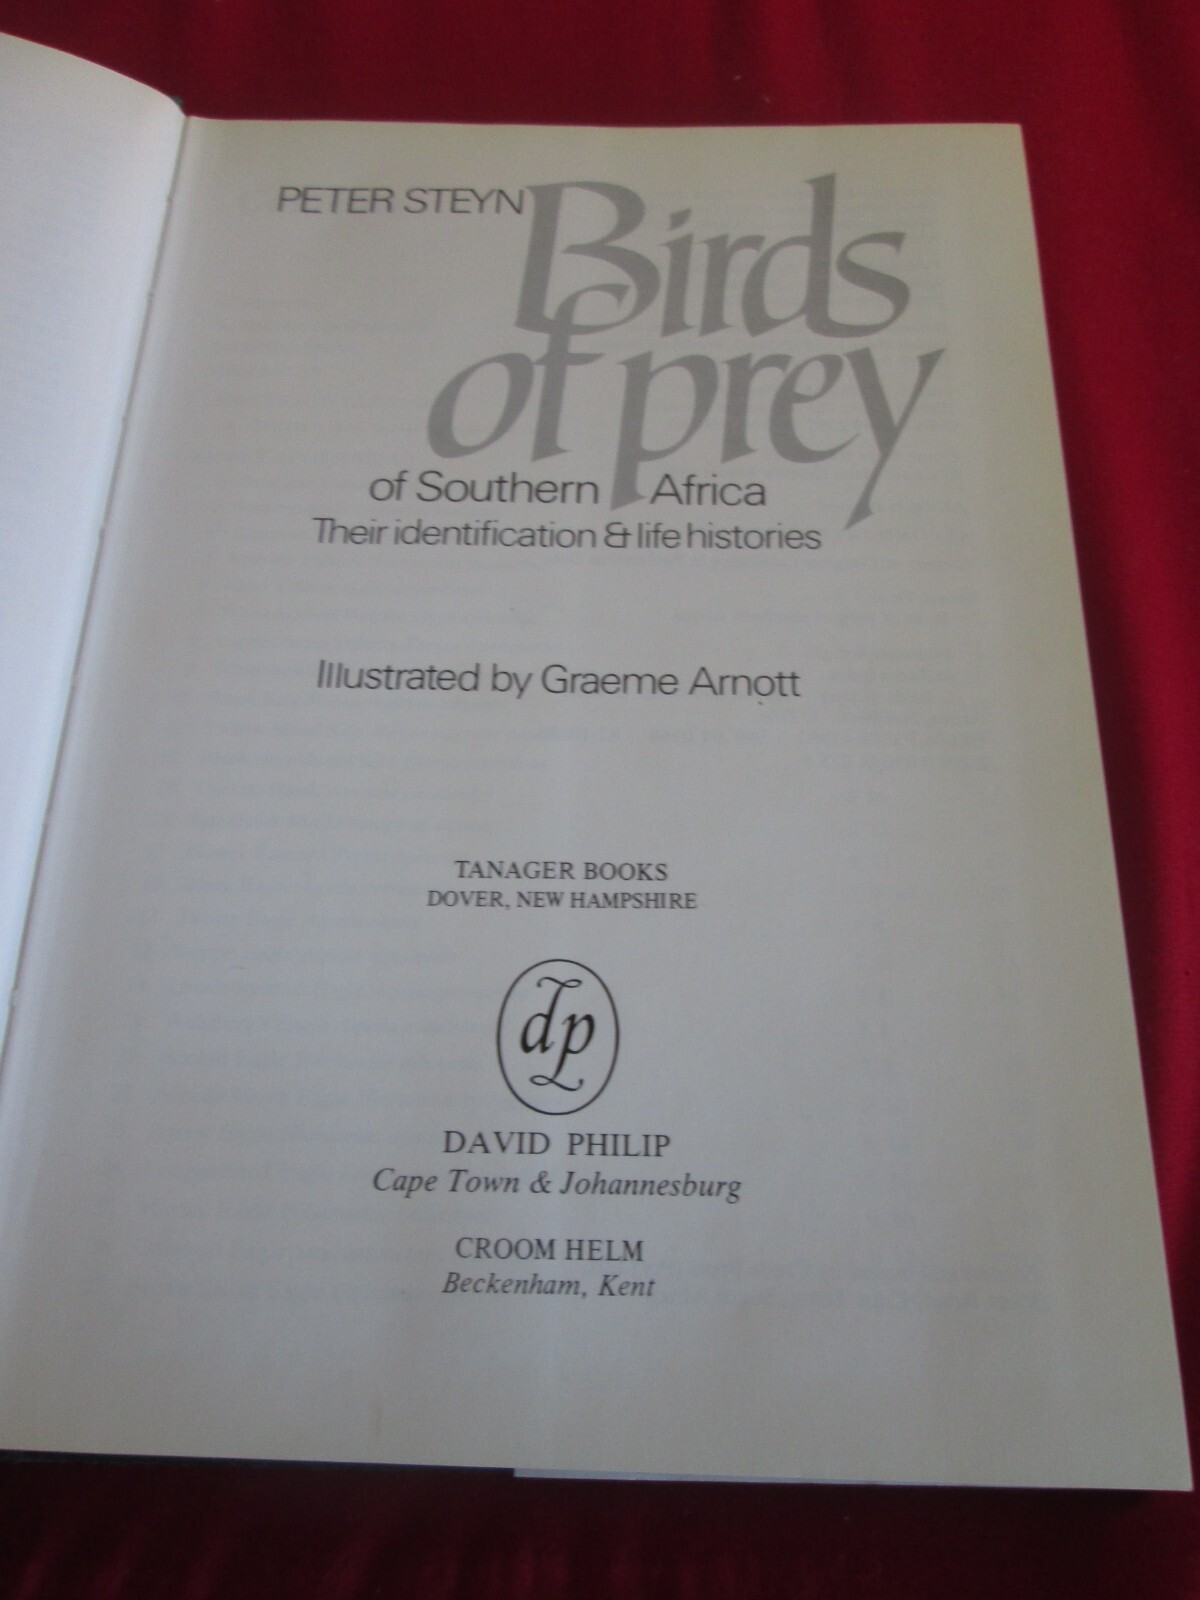 PETER STEYN
Birds
of prey
of Southern Africa
Their identification & life histories
Illustrated by Graeme Arnott
TANAGER BOOKS
DOVER, NEW HAMPSHIRE
dp
DAVID PHILIP
Cape Town & Johannesburg
CROOM HELM
Beckenham, Kent